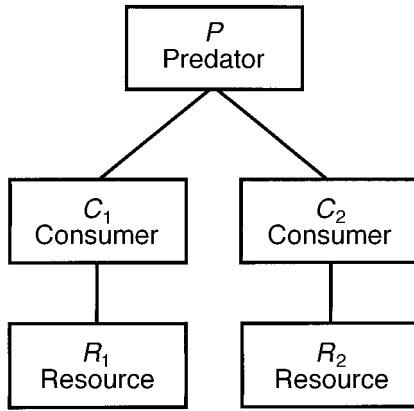 P
Predator
C₁
Consumer
C₂
Consumer
R₁
Resource
R₂
Resource